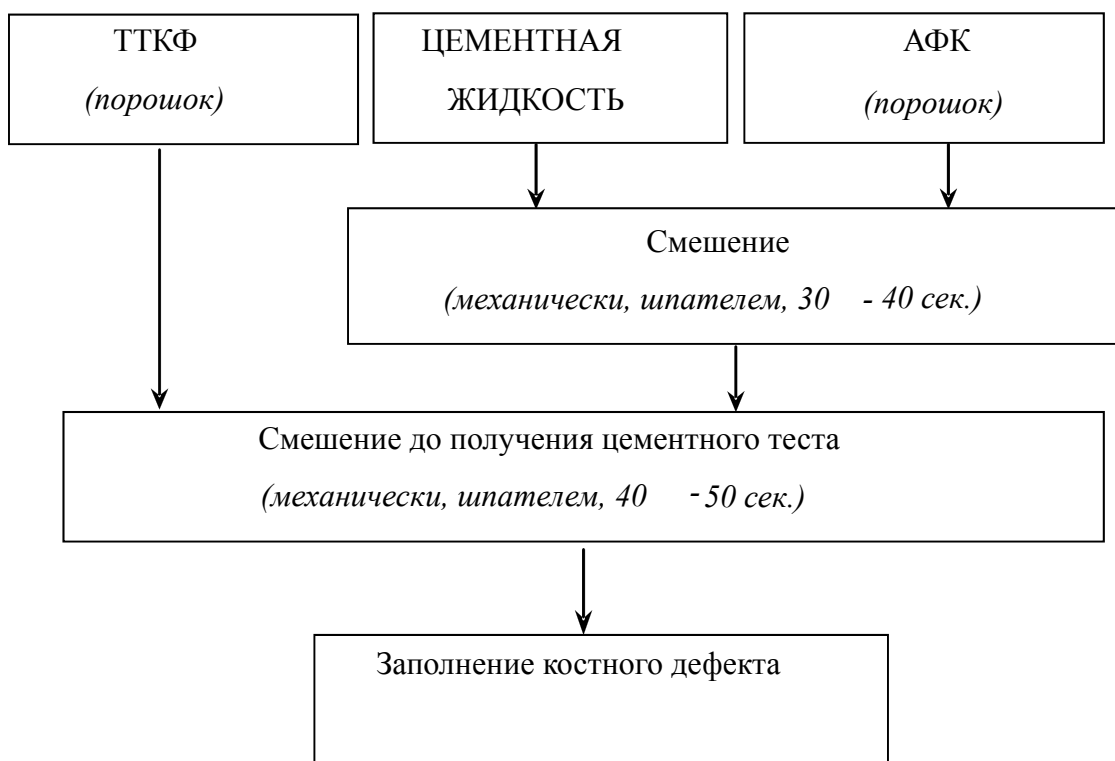 ТТКФ
(порошок)
ЦЕМЕНТНАЯ
ЖИДКОСТЬ
АФК
(порошок)
Смешение
(механически, шпателем, 30 - 40 сек.)
Смешение до получения цементного теста
(механически, шпателем, 40 - 50 сек.)
Заполнение костного дефекта